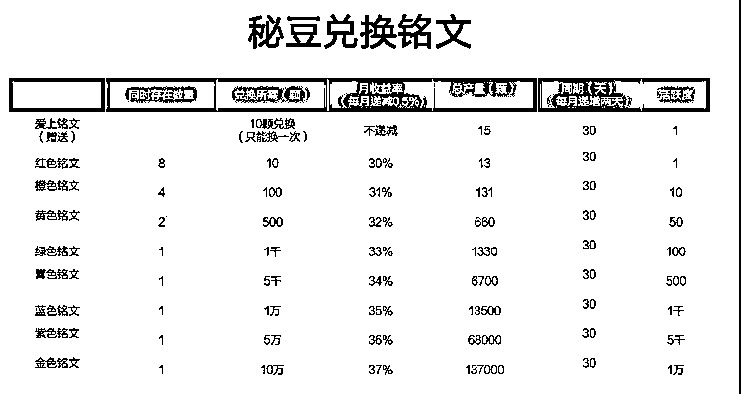 秘豆兑换铭文
同时存在数量 兑换所需（颗） 月收益率（每月递减0.5%） 总产量（颗） 周期（天）（每月递增两天） 活跃度
爱上铭文（赠送） 10颗兑换（只能换一次） 不递减 15 30 1
红色铭文 8 10 30% 13 30 1
橙色铭文 4 100 31% 131 30 10
黄色铭文 2 500 32% 660 30 50
绿色铭文 1 1千 33% 1330 30 100
铭文 1 5千 34% 6700 30 500
蓝色铭文 1 1万 35% 13500 30 1千
紫色铭文 1 5万 36% 68000 30 5千
金色铭文 1 10万 37% 137000 30 1万